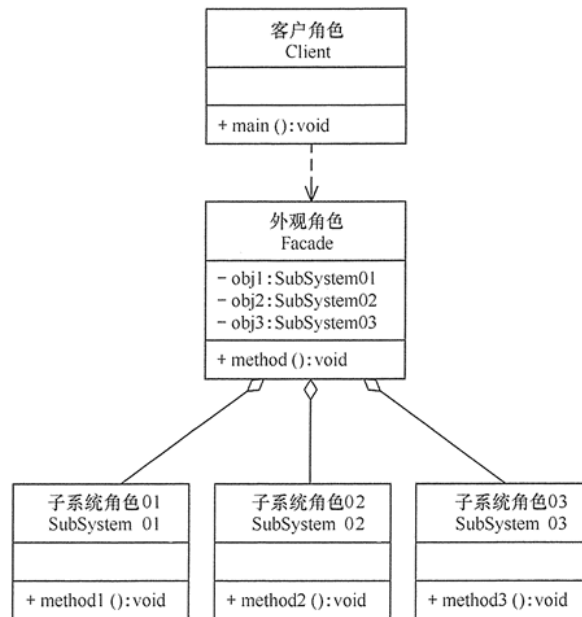 客户角色
Client
+ main ():void
外观角色
Facade
- obj1:SubSystem01
- obj2:SubSystem02
- obj3:SubSystem03
+ method ():void
子系统角色01
SubSystem 01
+ method1 ():void
子系统角色02
SubSystem 02
+ method2 ():void
子系统角色03
SubSystem 03
+ method3 ():void